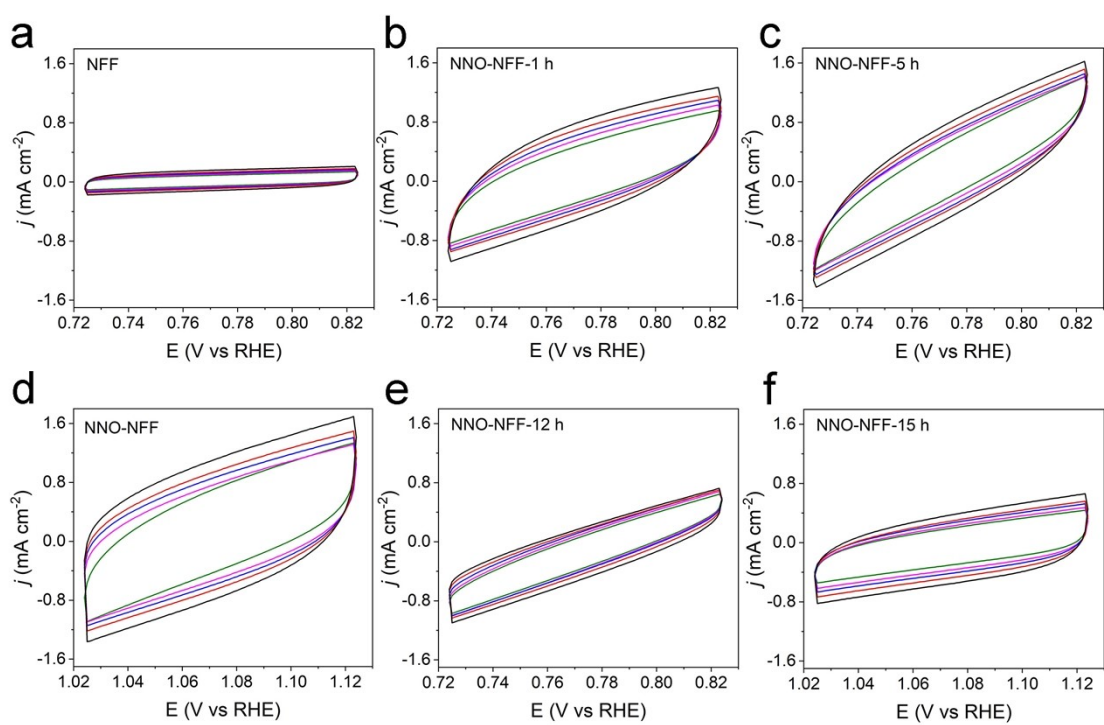 a
NFF
1.6
0.8
0.0
-0.8
-1.6
j (mA cm⁻²)
0.72 0.74 0.76 0.78 0.80 0.82
E (V vs RHE)
b
NNO-NFF-1 h
1.6
0.8
0.0
-0.8
-1.6
j (mA cm⁻²)
0.72 0.74 0.76 0.78 0.80 0.82
E (V vs RHE)
c
NNO-NFF-5 h
1.6
0.8
0.0
-0.8
-1.6
j (mA cm⁻²)
0.72 0.74 0.76 0.78 0.80 0.82
E (V vs RHE)
d
NNO-NFF
1.6
0.8
0.0
-0.8
-1.6
j (mA cm⁻²)
1.02 1.04 1.06 1.08 1.10 1.12
E (V vs RHE)
e
NNO-NFF-12 h
1.6
0.8
0.0
-0.8
-1.6
j (mA cm⁻²)
0.72 0.74 0.76 0.78 0.80 0.82
E (V vs RHE)
f
NNO-NFF-15 h
1.6
0.8
0.0
-0.8
-1.6
j (mA cm⁻²)
1.02 1.04 1.06 1.08 1.10 1.12
E (V vs RHE)